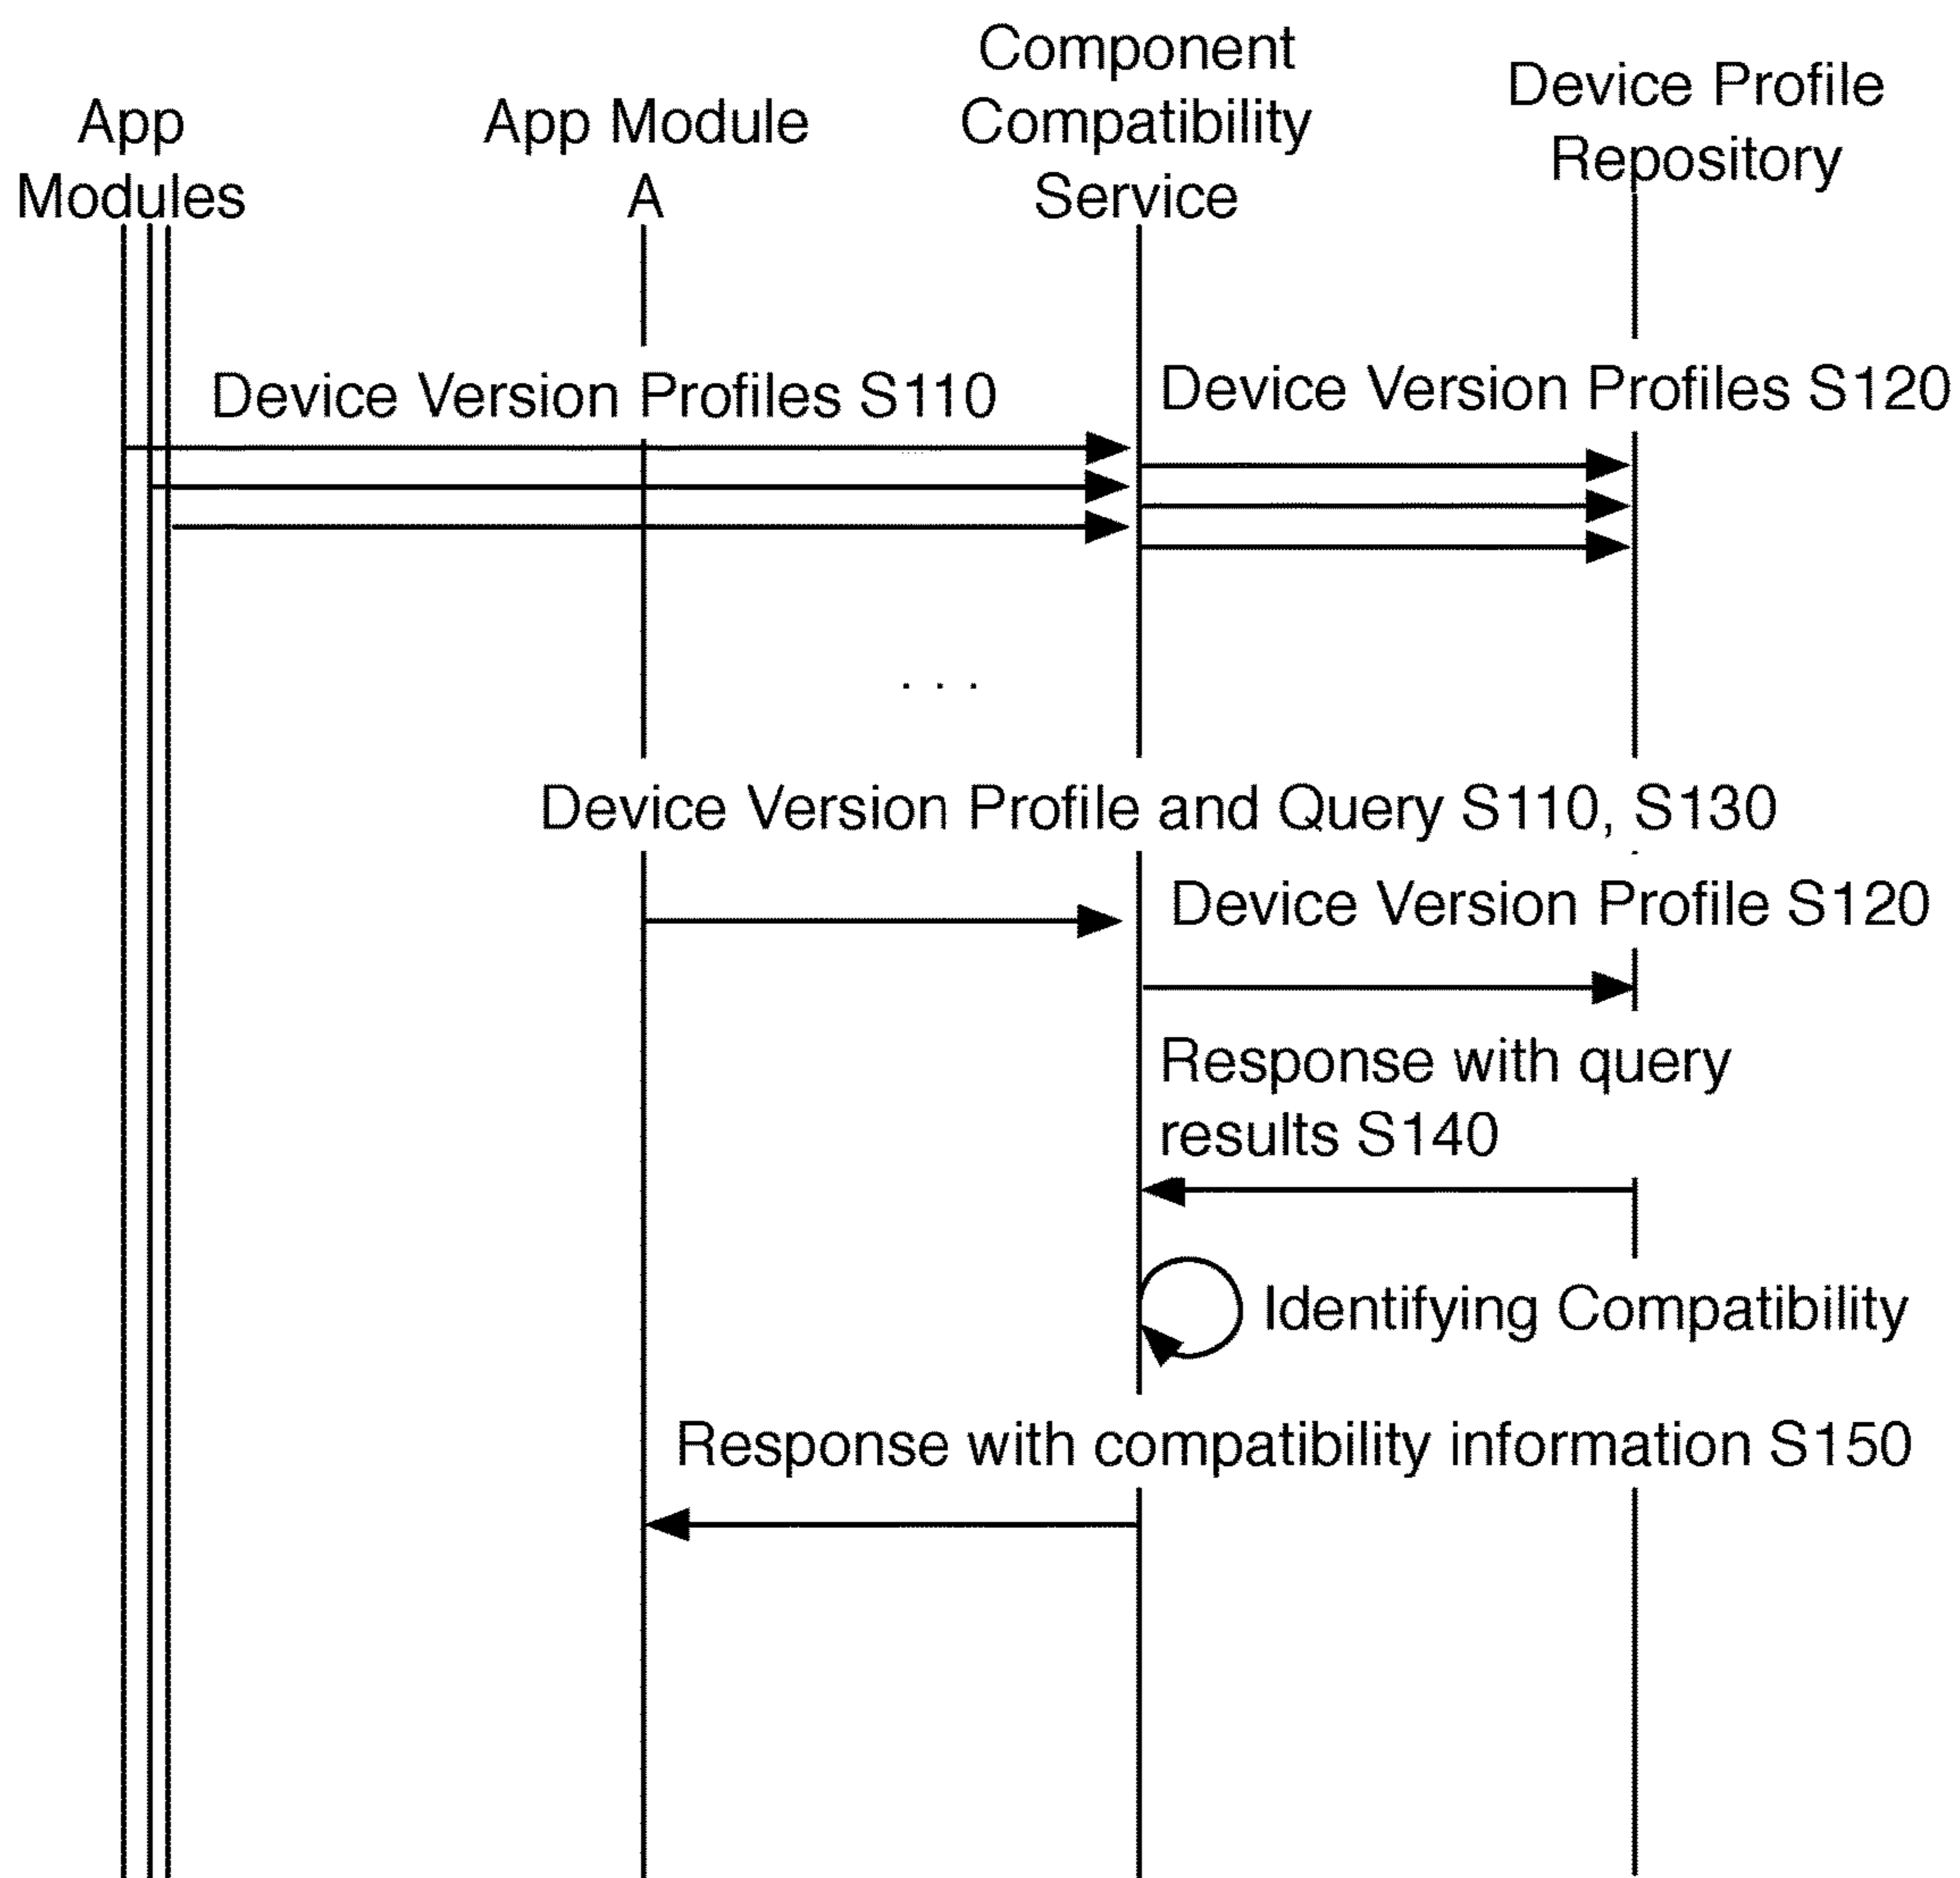 App
Modules
App Module
A
Component
Compatibility
Service
Device Profile
Repository
Device Version Profiles S110
Device Version Profiles S120
. . .
Device Version Profile and Query S110, S130
Device Version Profile S120
Response with query
results S140
Identifying Compatibility
Response with compatibility information S150